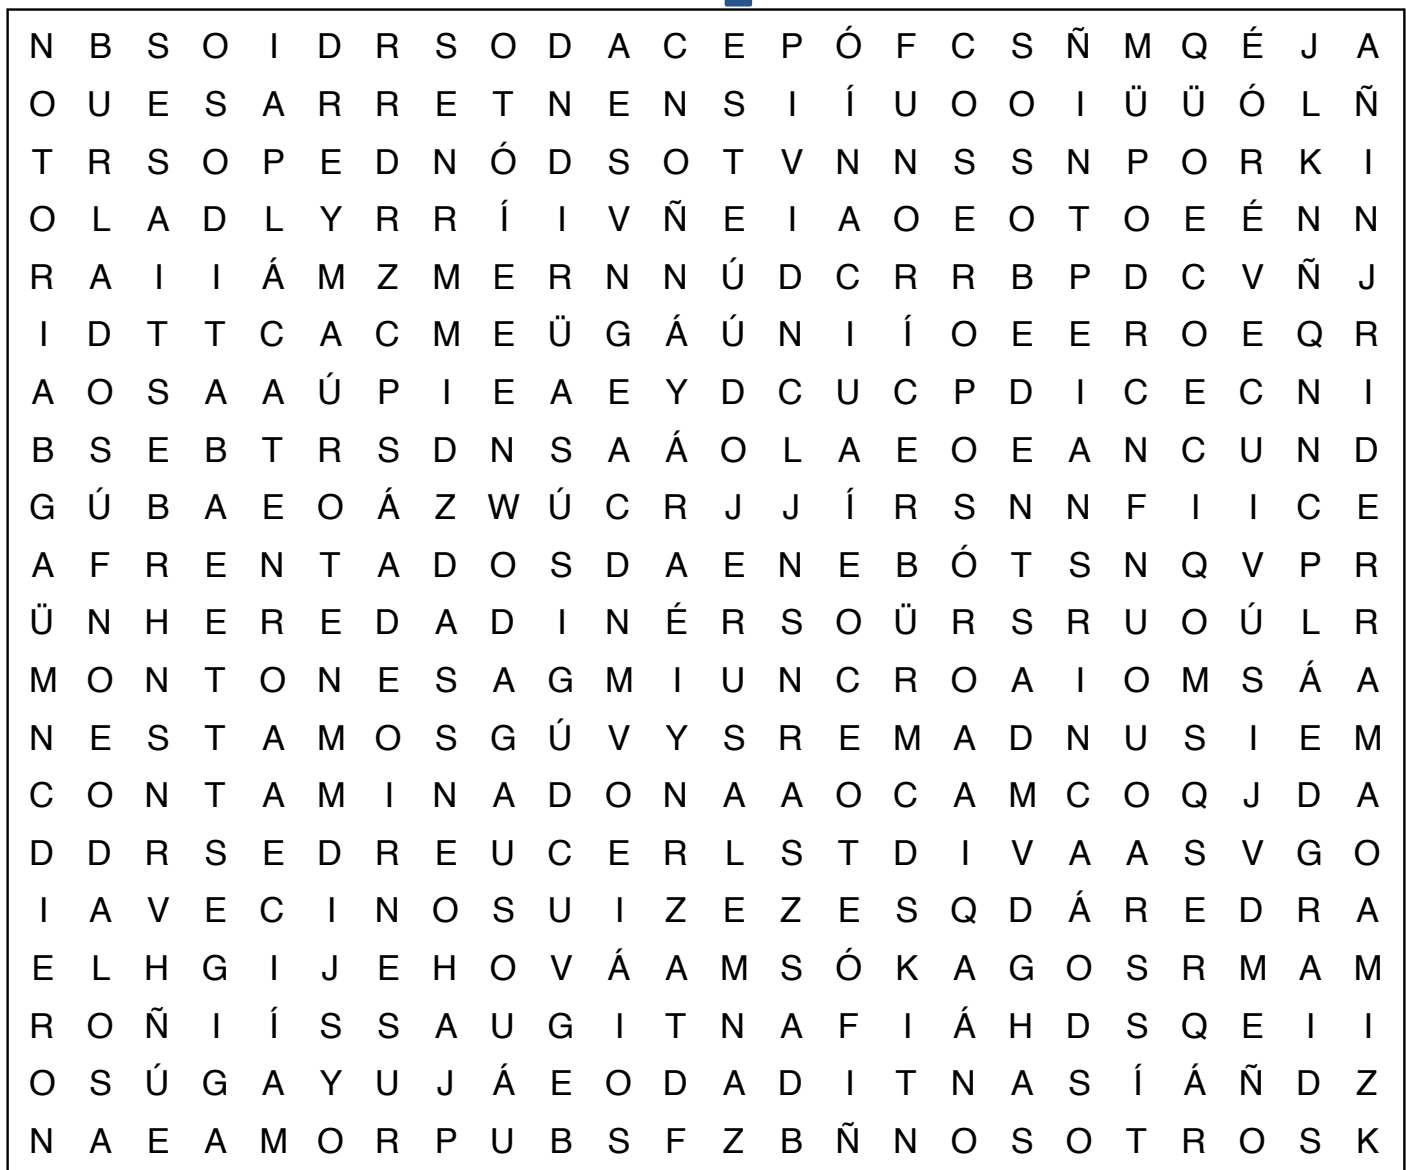 N B S O I D R S O D A C E P Ó F C S Ñ M Q É J A
O U E S A R R E T N E N S I Í U O O I Ü Ü Ó L Ñ
T R S O P E D N Ó D S O T V N N S S N P O R K I
O L A D L Y R R Í I V Ñ E I A O E O T O E É N N
R A I I Á M Z M E R N N Ú D C R R B P D C V Ñ J
I D T T C A C M E Ü G Á Ú N I Í O E E R O E Q R
A O S A A Ú P I E A E Y D C U C P D I C E C N I
B S E B T R S D N S A Á O L A E O E A N C U N D
G Ú B A E O Á Z W Ú C R J J Í R S N N F I I C E
A F R E N T A D O S D A E N E B Ó T S N Q V P R
Ü N H E R E D A D I N É R S O Ü R S R U O Ú L R
M O N T O N E S A G M I U N C R O A I O M S Á A
N E S T A M O S G Ú V Y S R E M A D N U S I E M
C O N T A M I N A D O N A A O C A M C O Q J D A
D D R S E D R E U C E R L S T D I V A A S V G O
I A V E C I N O S U I Z E Z E S Q D Á R E D R A
E L H G I J E H O V Á A M S Ó K A G O S R M A M
R O Ñ I Í S S A U G I T N A F I Á H D S Q E I I
O S Ú G A Y U J Á E O D A D I T N A S Í Á Ñ D Z
N A E A M O R P U B S F Z B Ñ N O S O T R O S K